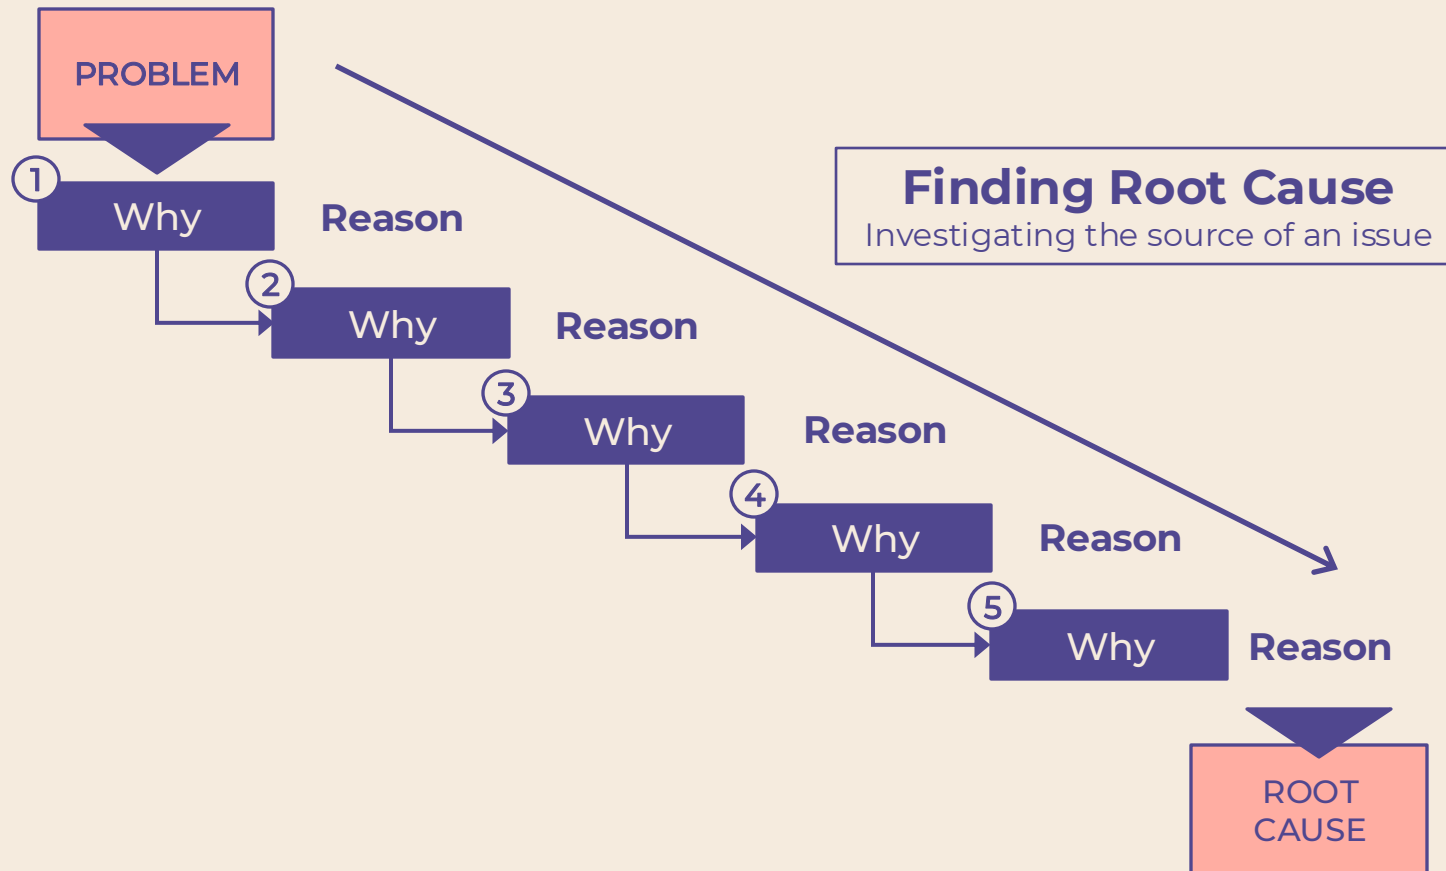 PROBLEM
Finding Root Cause
Investigating the source of an issue
1
Why
Reason
2
Why
Reason
3
Why
Reason
4
Why
Reason
5
Why
Reason
ROOT
CAUSE